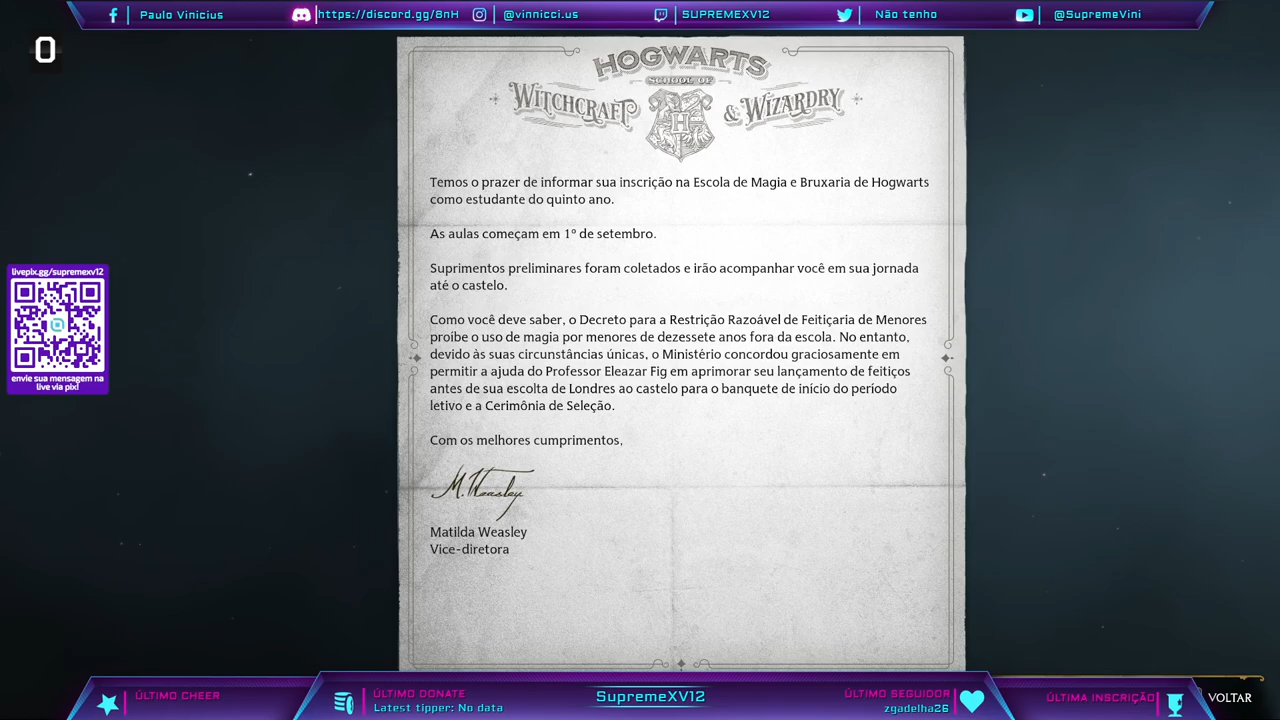 Paulo Vinicius
https://discord.gg/8nH
@vinnicci.us
SUPREMEXV12
Não tenho
@SupremeVini
0
HOGWARTS
SCHOOL OF
WITCHCRAFT & WIZARDRY
H
Temos o prazer de informar sua inscrição na Escola de Magia e Bruxaria de Hogwarts
como estudante do quinto ano.
As aulas começam em 1º de setembro.
Suprimentos preliminares foram coletados e irão acompanhar você em sua jornada
até o castelo.
Como você deve saber, o Decreto para a Restrição Razoável de Feitiçaria de Menores
proíbe o uso de magia por menores de dezessete anos fora da escola. No entanto,
devido às suas circunstâncias únicas, o Ministério concordou graciosamente em
permitir a ajuda do Professor Eleazar Fig em aprimorar seu lançamento de feitiços
antes de sua escolta de Londres ao castelo para o banquete de início do período
letivo e a Cerimônia de Seleção.
Com os melhores cumprimentos,
M. Weasley
Matilda Weasley
Vice-diretora
livepix.gg/supremexv12
envie sua mensagem na
live via pix!
ÚLTIMO CHEER
ÚLTIMO DONATE
Latest tipper: No data
SupremeXV12
ÚLTIMO SEGUIDOR
zgadelha26
ÚLTIMA INSCRIÇÃO
VOLTAR